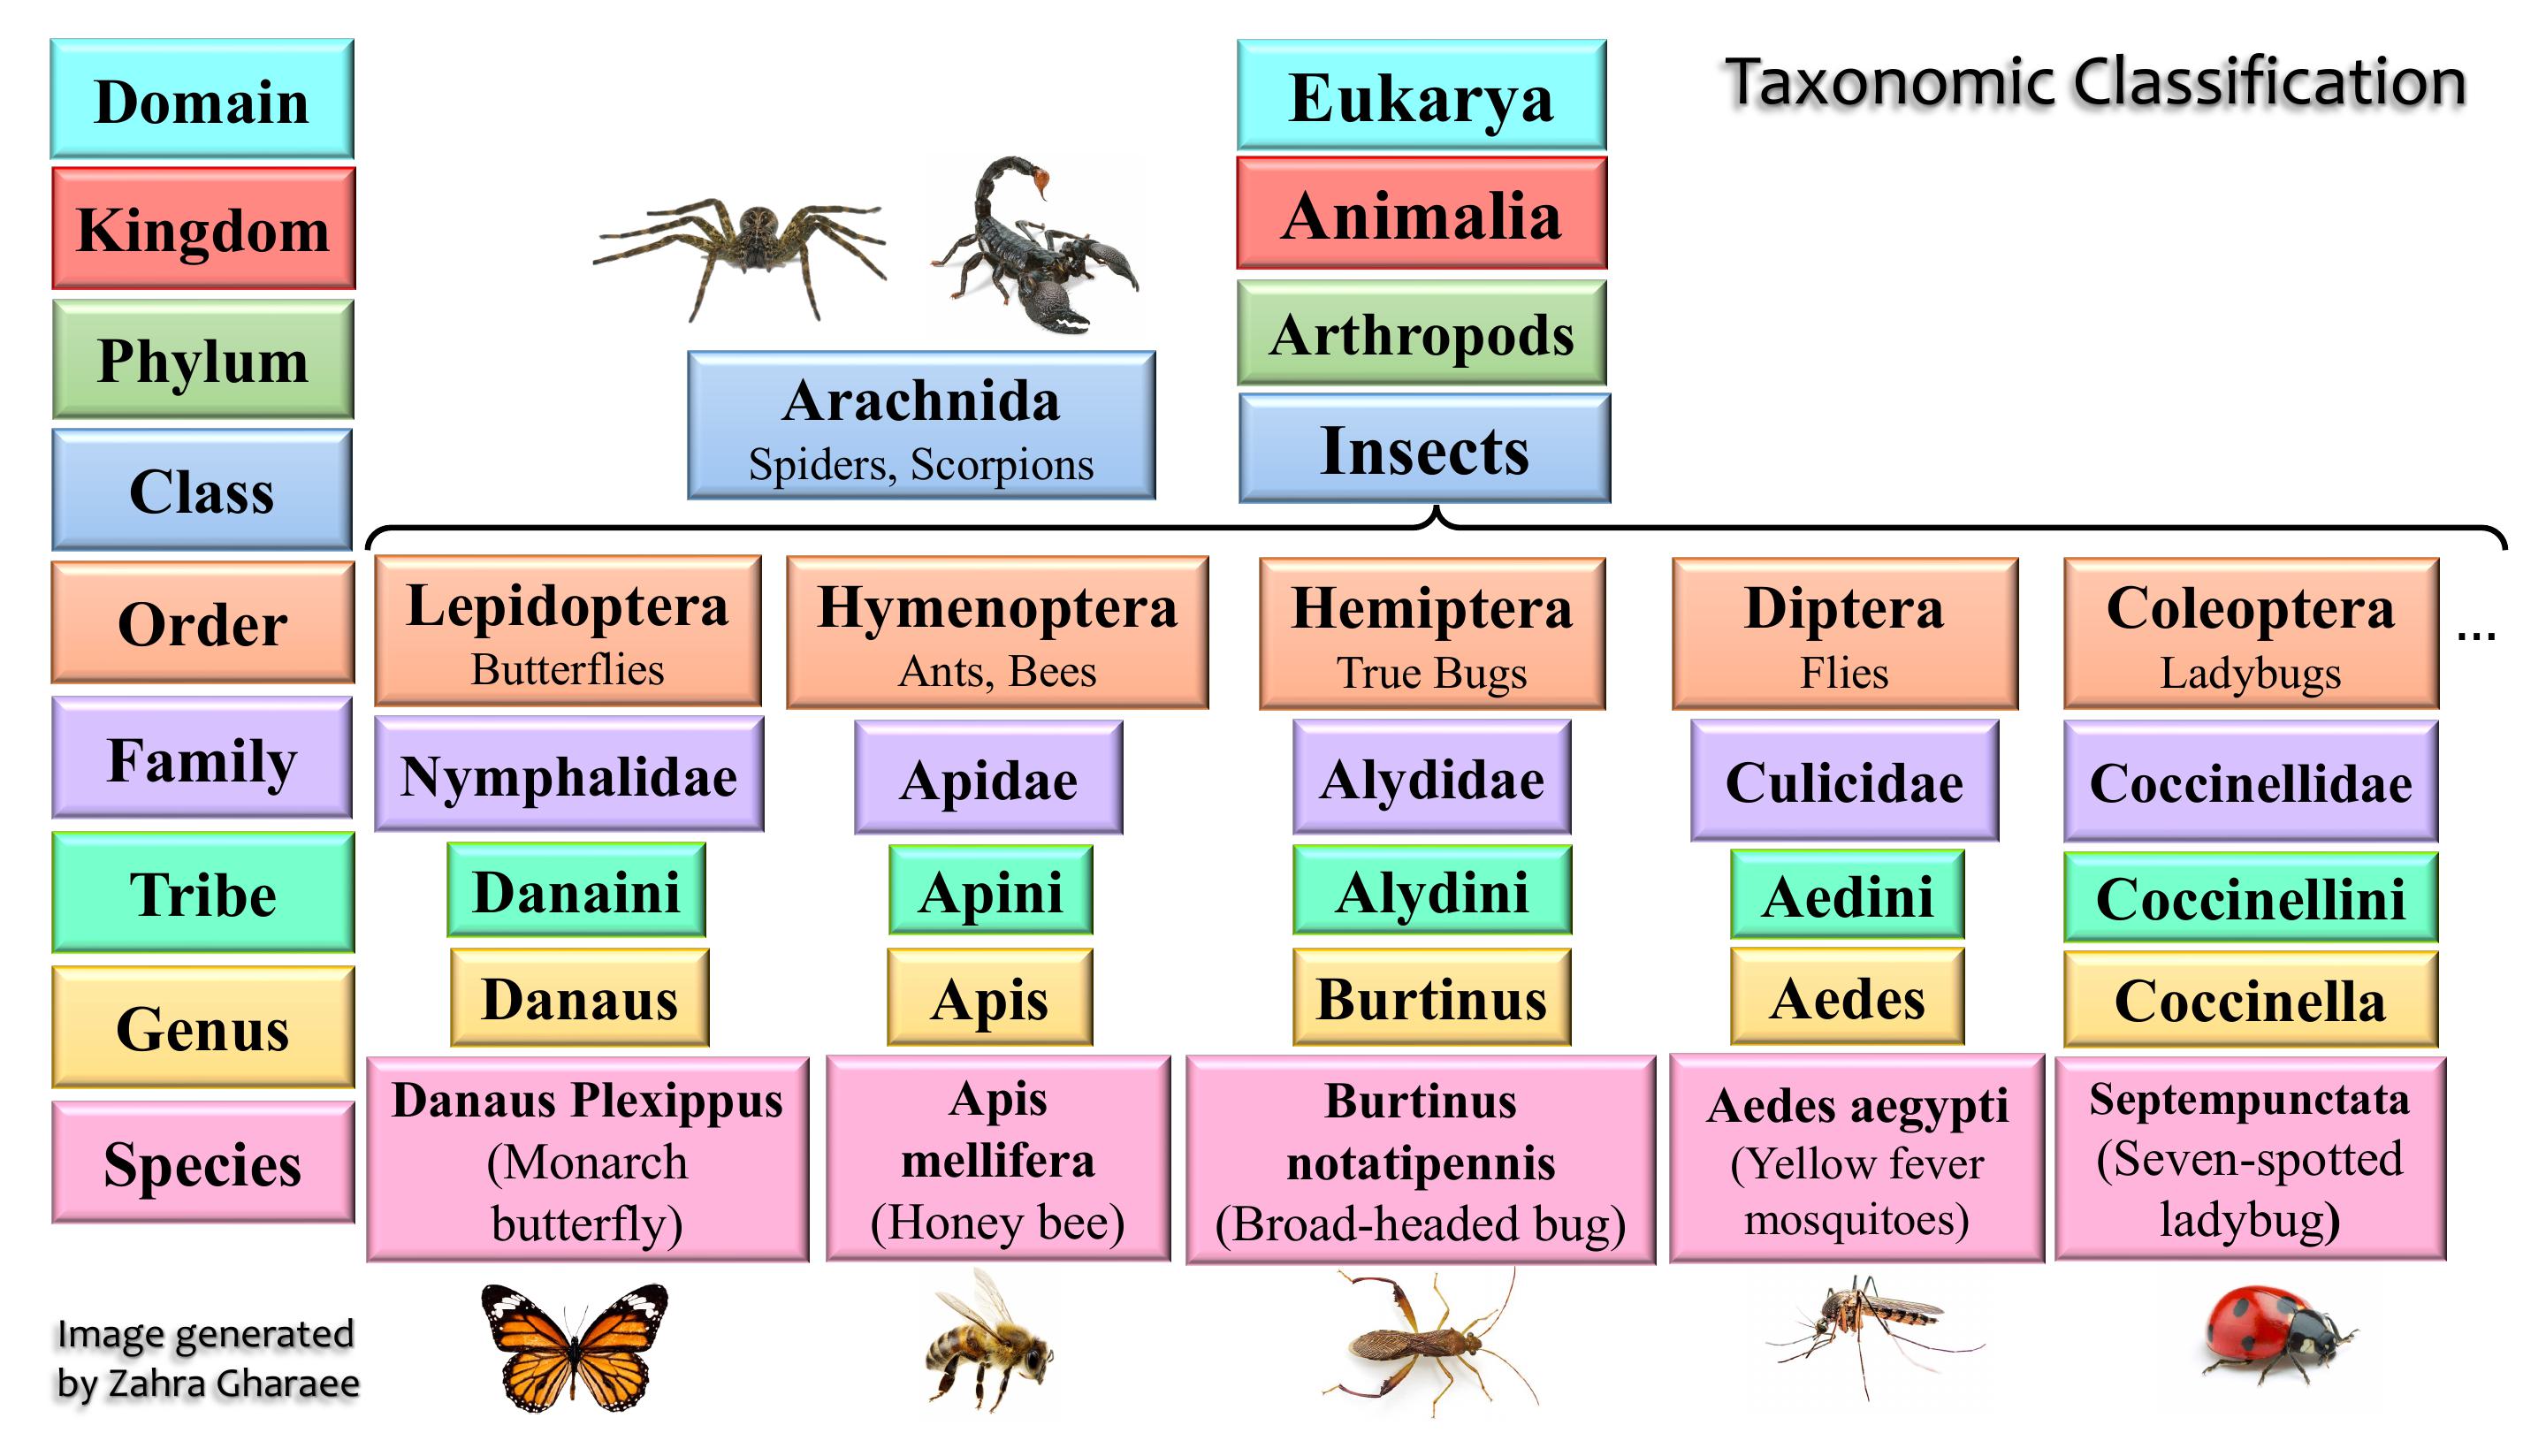 Taxonomic Classification
Domain
Kingdom
Phylum
Class
Order
Family
Tribe
Genus
Species
Eukarya
Animalia
Arthropods
Arachnida
Spiders, Scorpions
Insects
Lepidoptera
Butterflies
Hymenoptera
Ants, Bees
Hemiptera
True Bugs
Diptera
Flies
Coleoptera
Ladybugs
...
Nymphalidae
Apidae
Alydidae
Culicidae
Coccinellidae
Danaini
Apini
Alydini
Aedini
Coccinellini
Danaus
Apis
Burtinus
Aedes
Coccinella
Danaus Plexippus
(Monarch
butterfly)
Apis
mellifera
(Honey bee)
Burtinus
notatipennis
(Broad-headed bug)
Aedes aegypti
(Yellow fever
mosquitoes)
Septempunctata
(Seven-spotted
ladybug)
Image generated
by Zahra Gharaee